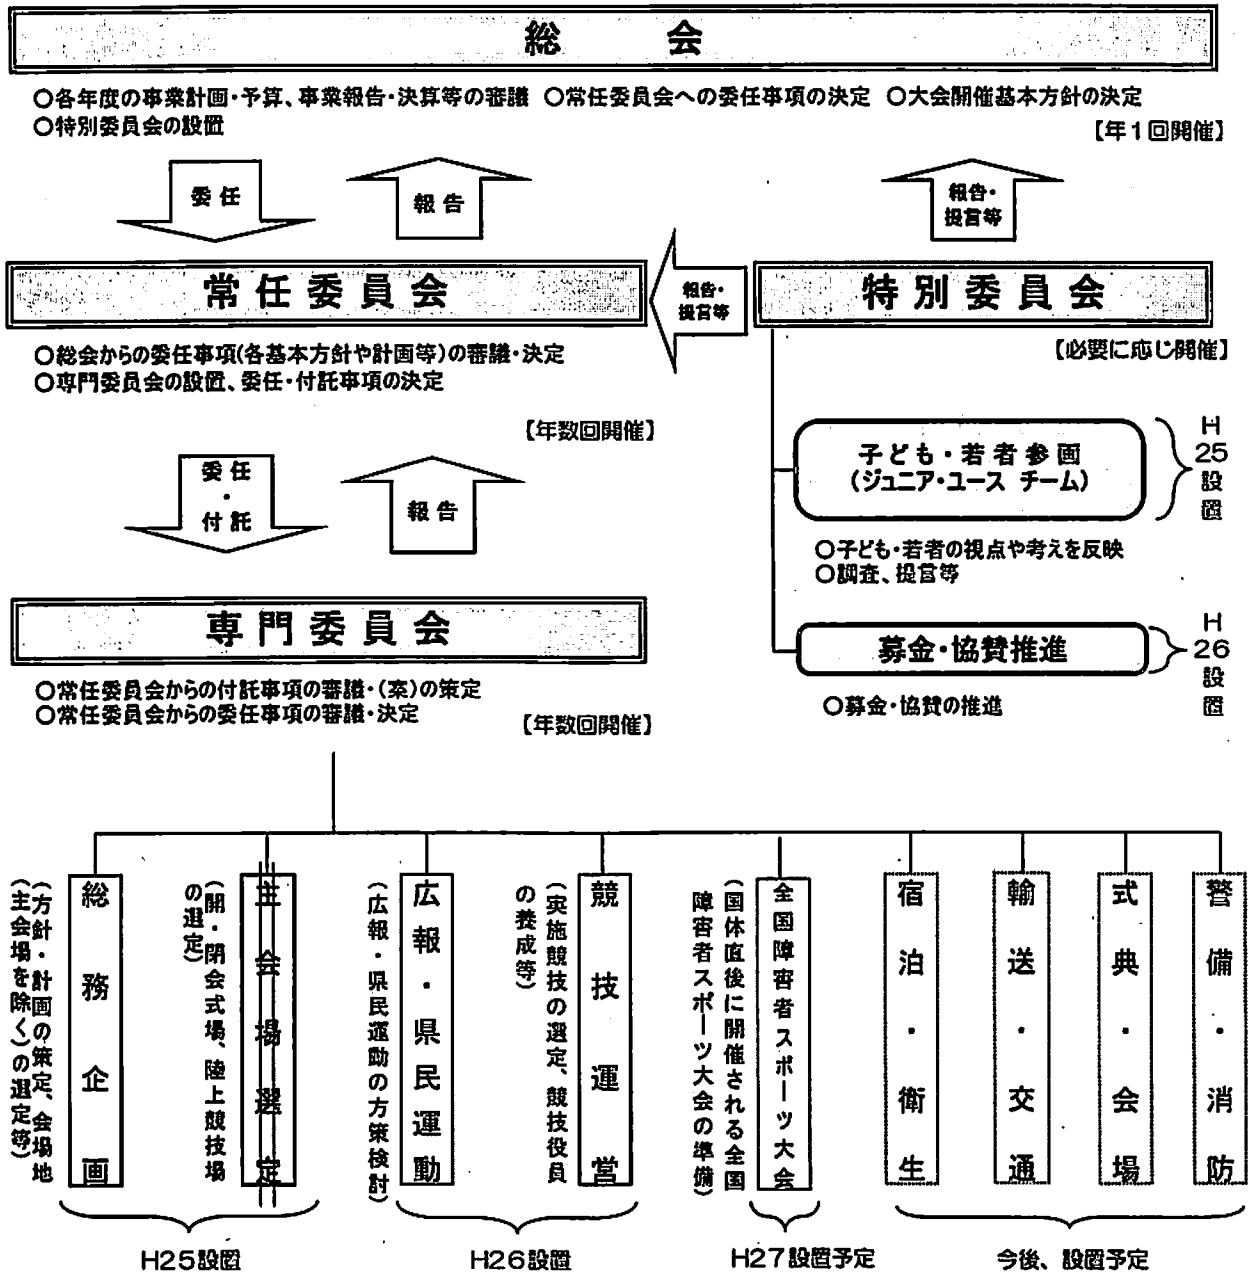 総会
○各年度の事業計画・予算、事業報告・決算等の審議 ○常任委員会への委任事項の決定 ○大会開催基本方針の決定
○特別委員会の設置
【年1回開催】
委任
報告
報告・
提言等
常任委員会
報告・
提言等
特別委員会
○総会からの委任事項(各基本方針や計画等)の審議・決定
○専門委員会の設置、委任・付託事項の決定
【年数回開催】
【必要に応じ開催】
子ども・若者参画
(ジュニア・ユース チーム)
H
25
設
置
○子ども・若者の視点や考えを反映
○調査、提言等
委任
・
付託
報告
専門委員会
○常任委員会からの付託事項の審議・(案)の策定
○常任委員会からの委任事項の審議・決定
【年数回開催】
募金・協賛推進
H
26
設
置
○募金・協賛の推進
総務企画
(方針・計画の策定、会場地
(主会場を除く)の選定等)
主会場選定
(開・閉会式場、陸上競技場
の選定)
広報・県民運動
(広報・県民運動の方策検討)
競技運営
(実施競技の選定、競技役員
の養成等)
全国障害者スポーツ大会
(国体直後に開催される全国
障害者スポーツ大会の準備)
宿泊・衛生
輸送・交通
式典・会場
警備・消防
H25設置
H26設置
H27設置予定
今後、設置予定